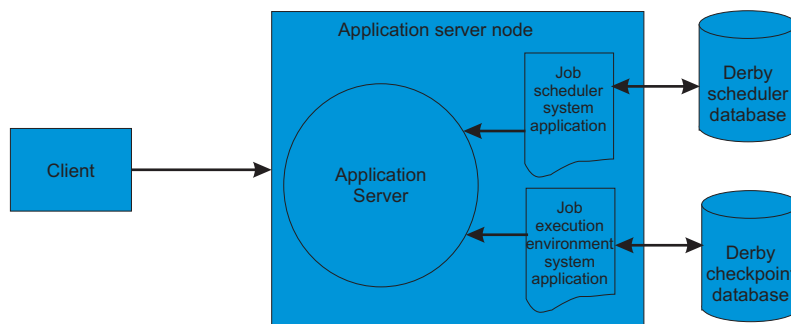 Application server node
Client
Application
Server
Job
scheduler
system
application
Job
execution
environment
system
application
Derby
scheduler
database
Derby
checkpoint
database